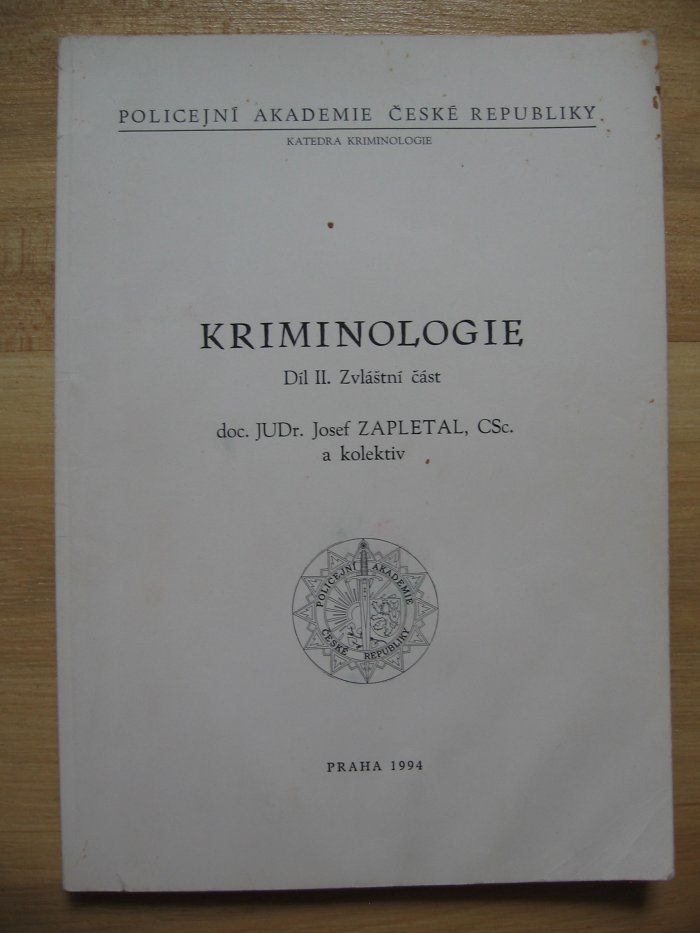 POLICEJNÍ AKADEMIE ČESKÉ REPUBLIKY
KATEDRA KRIMINOLOGIE
KRIMINOLOGIE
Díl II. Zvláštní část
doc. JUDr. Josef ZAPLETAL, CSc.
a kolektiv
POLICEJNÍ AKADEMIE
ČESKÉ REPUBLIKY
PRAHA 1994